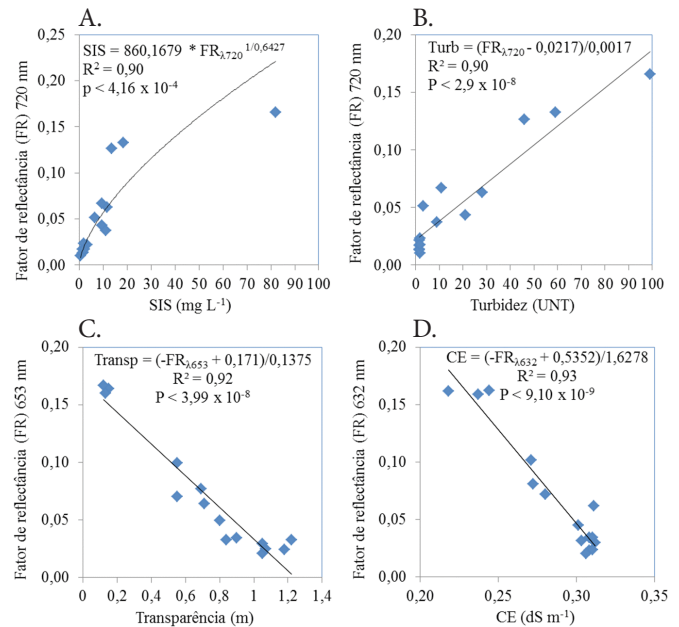 A.
SIS = 860,1679 * FRλ720 1/0,6427
R² = 0,90
p < 4,16 x 10⁻⁴
Fator de reflectância (FR) 720 nm
0,25
0,20
0,15
0,10
0,05
0,00
0 10 20 30 40 50 60 70 80 90 100
SIS (mg L⁻¹)
B.
Turb = (FRλ720 - 0,0217)/0,0017
R² = 0,90
P < 2,9 x 10⁻⁸
Fator de reflectância (FR) 720 nm
0,20
0,15
0,10
0,05
0,00
0 10 20 30 40 50 60 70 80 90 100
Turbidez (UNT)
C.
Transp = (-FRλ653 + 0,171)/0,1375
R² = 0,92
P < 3,99 x 10⁻⁸
Fator de reflectância (FR) 653 nm
0,20
0,15
0,10
0,05
0,00
0 0,2 0,4 0,6 0,8 1 1,2 1,4
Transparência (m)
D.
CE = (-FRλ632 + 0,5352)/1,6278
R² = 0,93
P < 9,10 x 10⁻⁹
Fator de reflectância (FR) 632 nm
0,20
0,15
0,10
0,05
0,00
0,20 0,25 0,30 0,35
CE (dS m⁻¹)